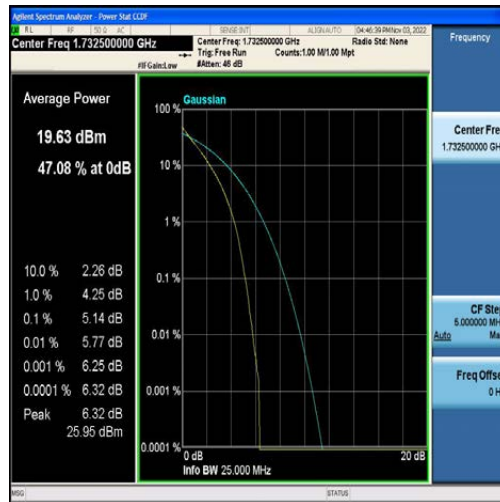 Agilent Spectrum Analyzer - Power Stat CCDF
RL RF 50 Ω AC SENSE:INT ALIGN AUTO 04:46:39 PM Nov 03, 2022
Center Freq 1.732500000 GHz
Center Freq: 1.732500000 GHz Radio Std: None
Trig: Free Run Counts:1.00 M/1.00 Mpt
#IFGain:Low #Atten: 46 dB
Frequency
Average Power
19.63 dBm
47.08 % at 0dB
10.0 % 2.26 dB
1.0 % 4.25 dB
0.1 % 5.14 dB
0.01 % 5.77 dB
0.001 % 6.25 dB
0.0001 % 6.32 dB
Peak 6.32 dB
25.95 dBm
Gaussian
100 %
10 %
1 %
0.1 %
0.01 %
0.001 %
0.0001 %
0 dB 20 dB
Info BW 25.000 MHz
Center Fre
1.732500000 GH
CF Ste
5.000000 MH
Auto Ma
Freq Offse
0 H
MSG STATUS